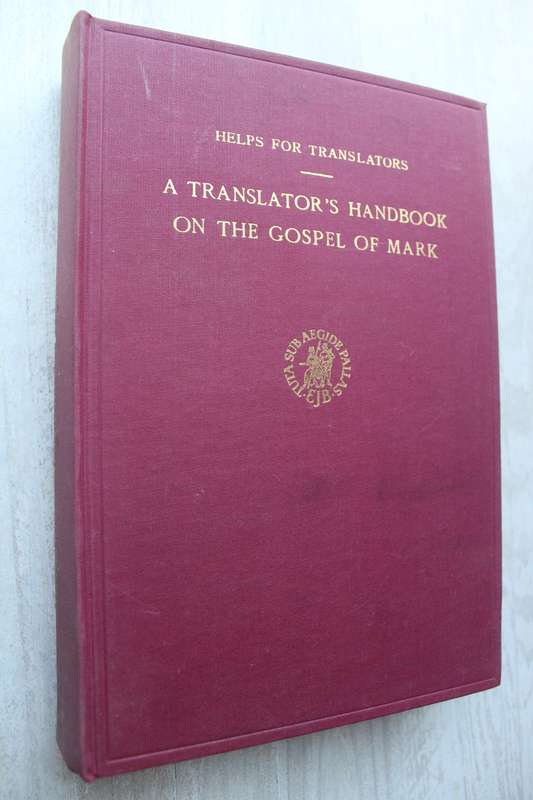 HELPS FOR TRANSLATORS
A TRANSLATOR'S HANDBOOK
ON THE GOSPEL OF MARK
·TUTA SUB AEGIDE PALLAS·
EJB